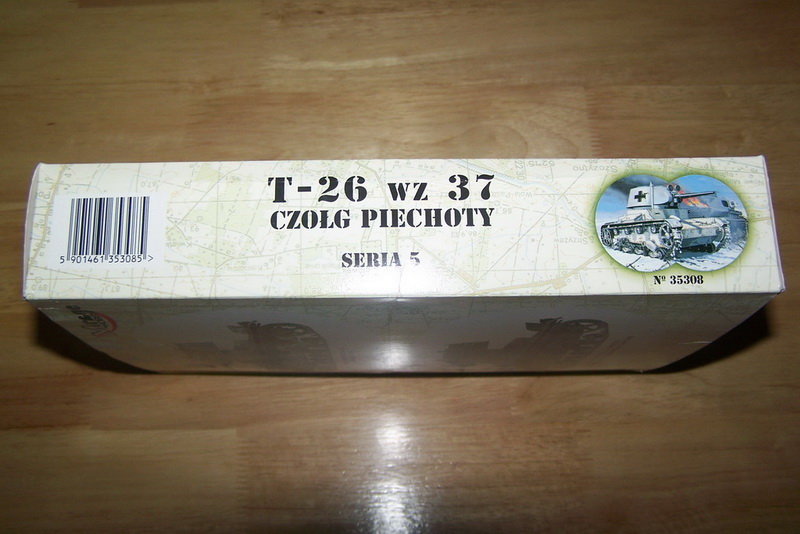 T-26 wz 37
CZOŁG PIECHOTY
SERIA 5
5 901461 353085 >
Nº 35308